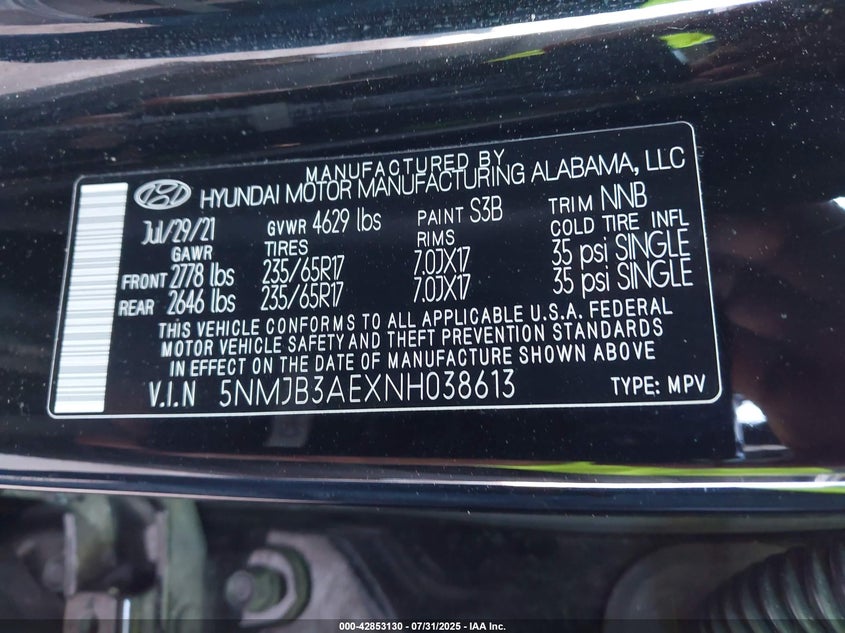 MANUFACTURED BY
HYUNDAI MOTOR MANUFACTURING ALABAMA, LLC
Jul/29/21 GVWR 4629 lbs PAINT S3B TRIM NNB
GAWR TIRES RIMS COLD TIRE INFL
FRONT 2778 lbs 235/65R17 7.0JX17 35 psi SINGLE
REAR 2646 lbs 235/65R17 7.0JX17 35 psi SINGLE
THIS VEHICLE CONFORMS TO ALL APPLICABLE U.S.A. FEDERAL
MOTOR VEHICLE SAFETY AND THEFT PREVENTION STANDARDS
IN EFFECT ON THE DATE OF MANUFACTURE SHOWN ABOVE
V.I.N 5NMJB3AEXNH038613 TYPE: MPV
000-42853130 - 07/31/2025 - IAA Inc.